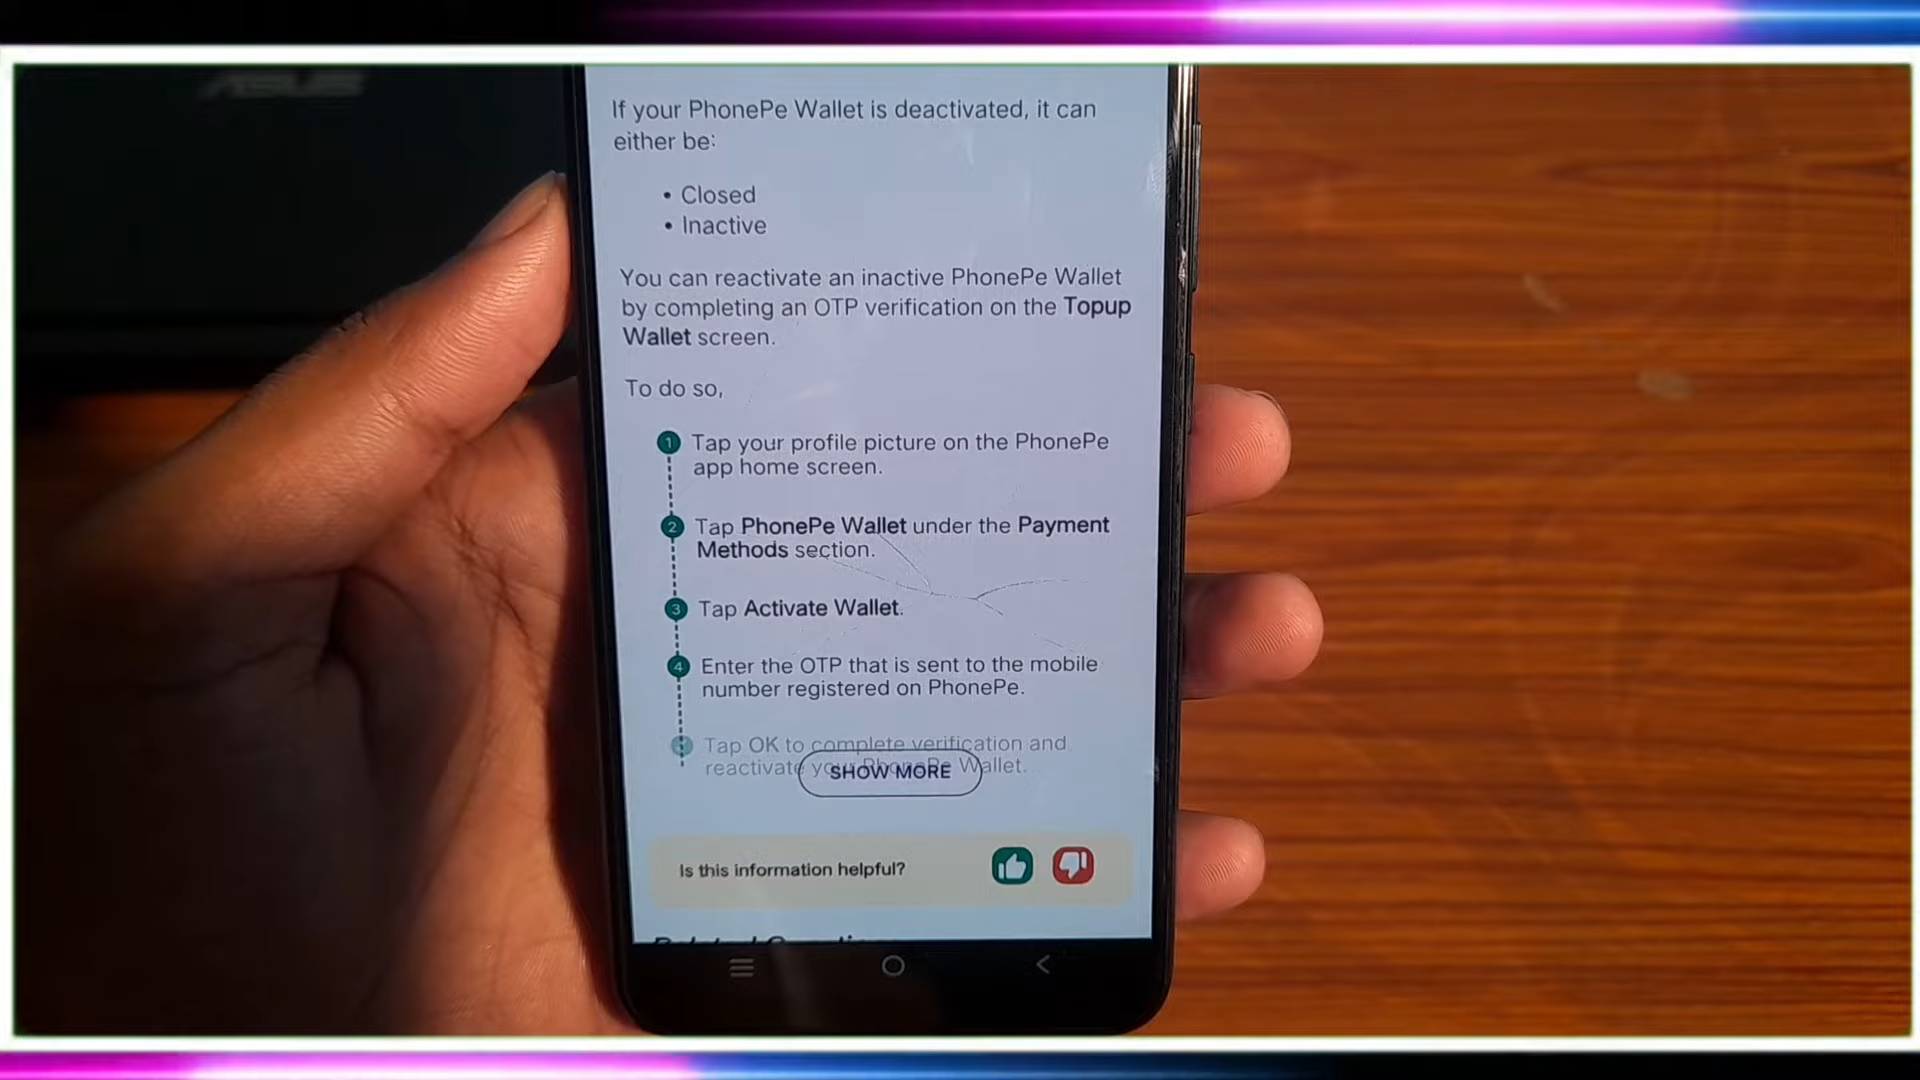 ASUS
If your PhonePe Wallet is deactivated, it can
either be:
• Closed
• Inactive
You can reactivate an inactive PhonePe Wallet
by completing an OTP verification on the Topup
Wallet screen.
To do so,
1 Tap your profile picture on the PhonePe
app home screen.
2 Tap PhonePe Wallet under the Payment
Methods section.
3 Tap Activate Wallet.
4 Enter the OTP that is sent to the mobile
number registered on PhonePe.
Tap OK to complete verification and
reactivate your PhonePe Wallet.
SHOW MORE
Is this information helpful?